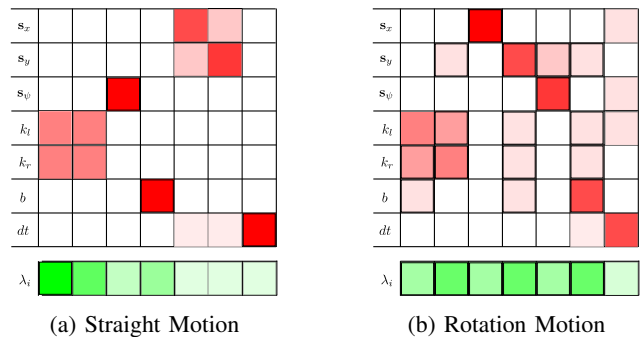 s_x
s_y
s_ψ
k_l
k_r
b
dt
λ_i
(a) Straight Motion
s_x
s_y
s_ψ
k_l
k_r
b
dt
λ_i
(b) Rotation Motion